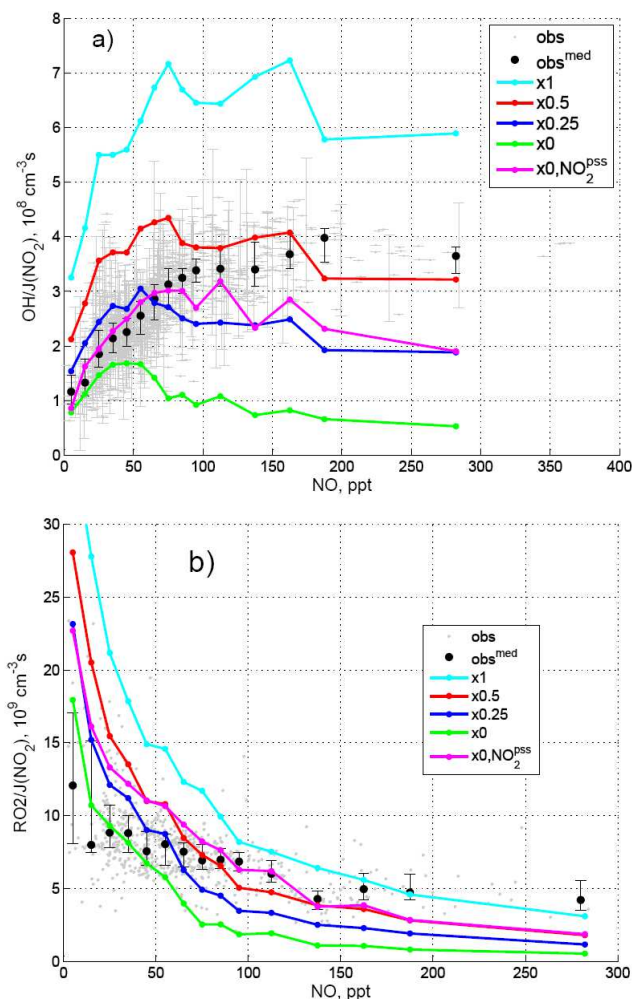 a)
8
7
6
5
4
3
2
1
0
OH/J(NO2), 10^8 cm^-3s
0 50 100 150 200 250 300 350 400
NO, ppt
obs
obs^med
x1
x0.5
x0.25
x0
x0,NO2^pss
b)
30
25
20
15
10
5
0
RO2/J(NO2), 10^9 cm^-3s
0 50 100 150 200 250 300
NO, ppt
obs
obs^med
x1
x0.5
x0.25
x0
x0,NO2^pss